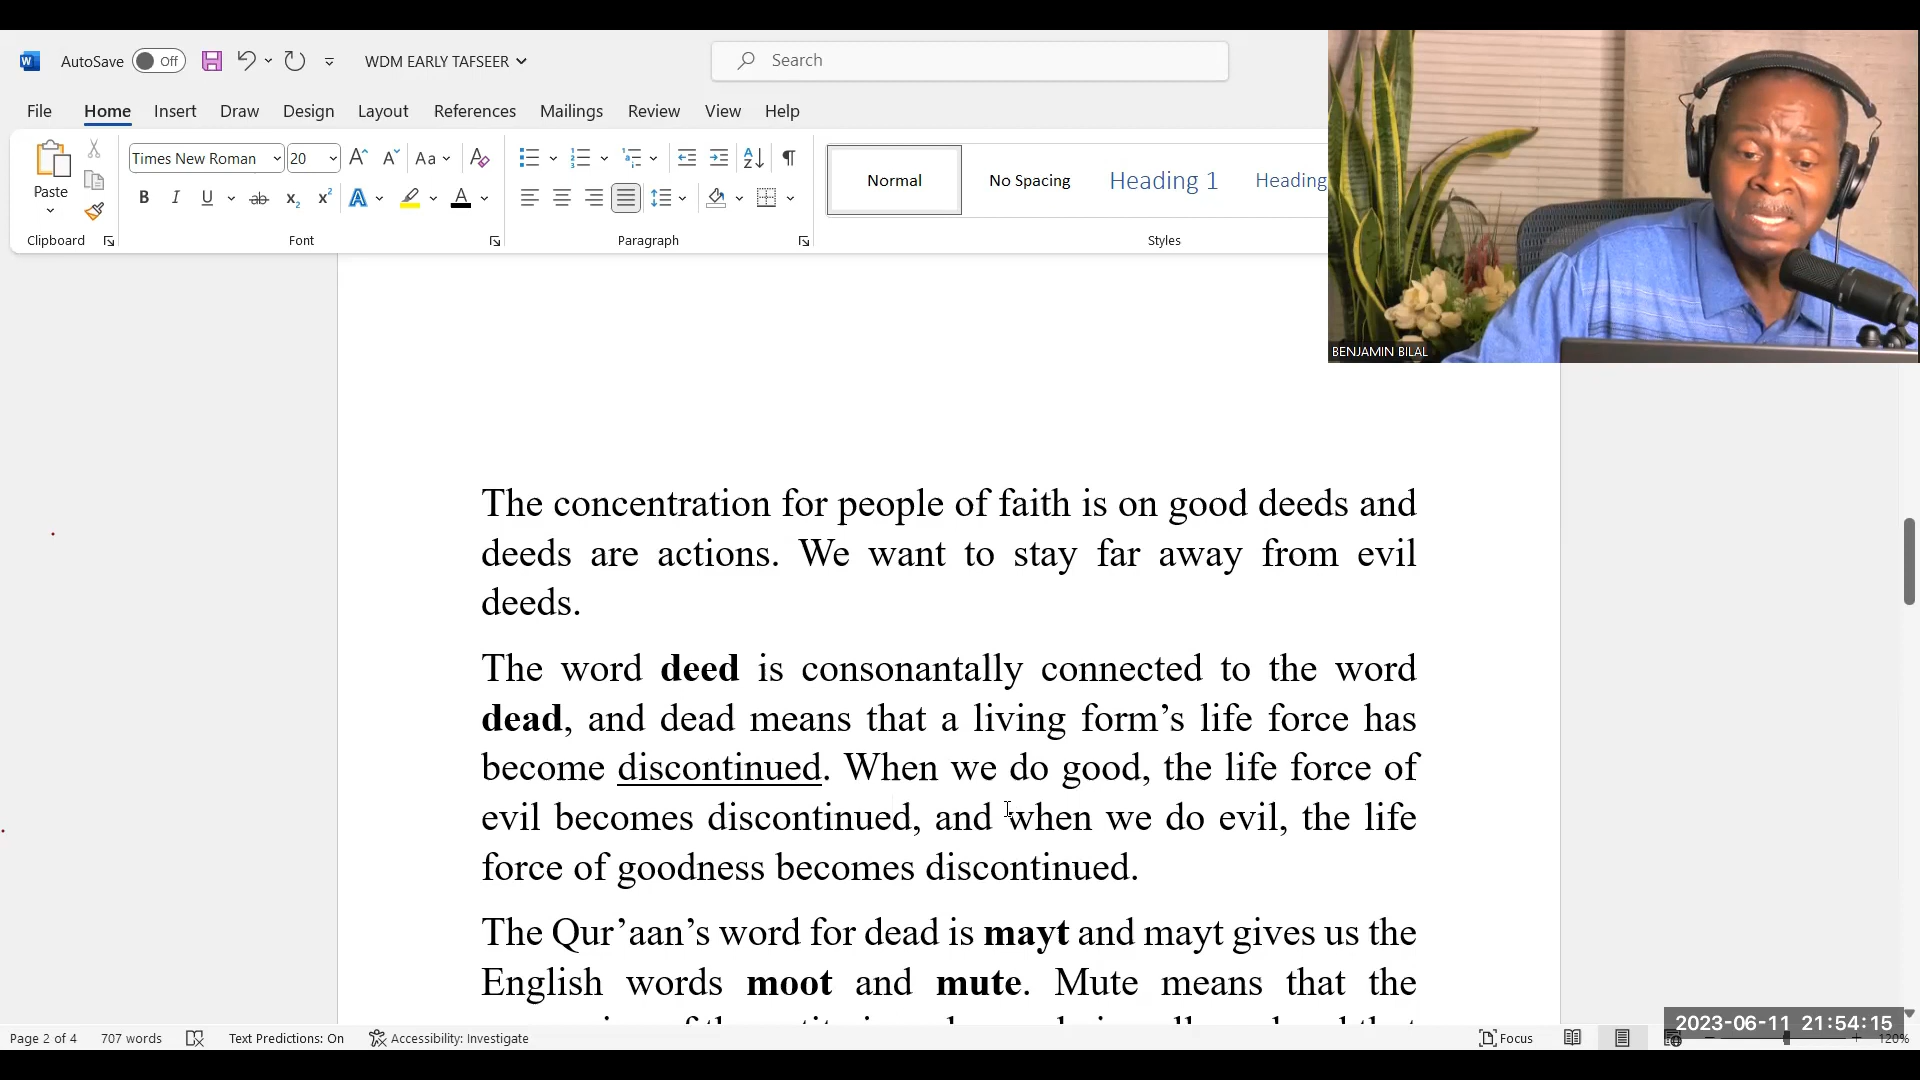 AutoSave Off WDM EARLY TAFSEER Search
File Home Insert Draw Design Layout References Mailings Review View Help
Paste Times New Roman 20 Aa Normal No Spacing Heading 1 Heading
Clipboard Font Paragraph Styles
BENJAMIN BILAL
The concentration for people of faith is on good deeds and
deeds are actions. We want to stay far away from evil
deeds.
The word deed is consonantally connected to the word
dead, and dead means that a living form’s life force has
become discontinued. When we do good, the life force of
evil becomes discontinued, and when we do evil, the life
force of goodness becomes discontinued.
The Qur’aan’s word for dead is mayt and mayt gives us the
English words moot and mute. Mute means that the
2023-06-11 21:54:15
Page 2 of 4 707 words Text Predictions: On Accessibility: Investigate Focus 120%